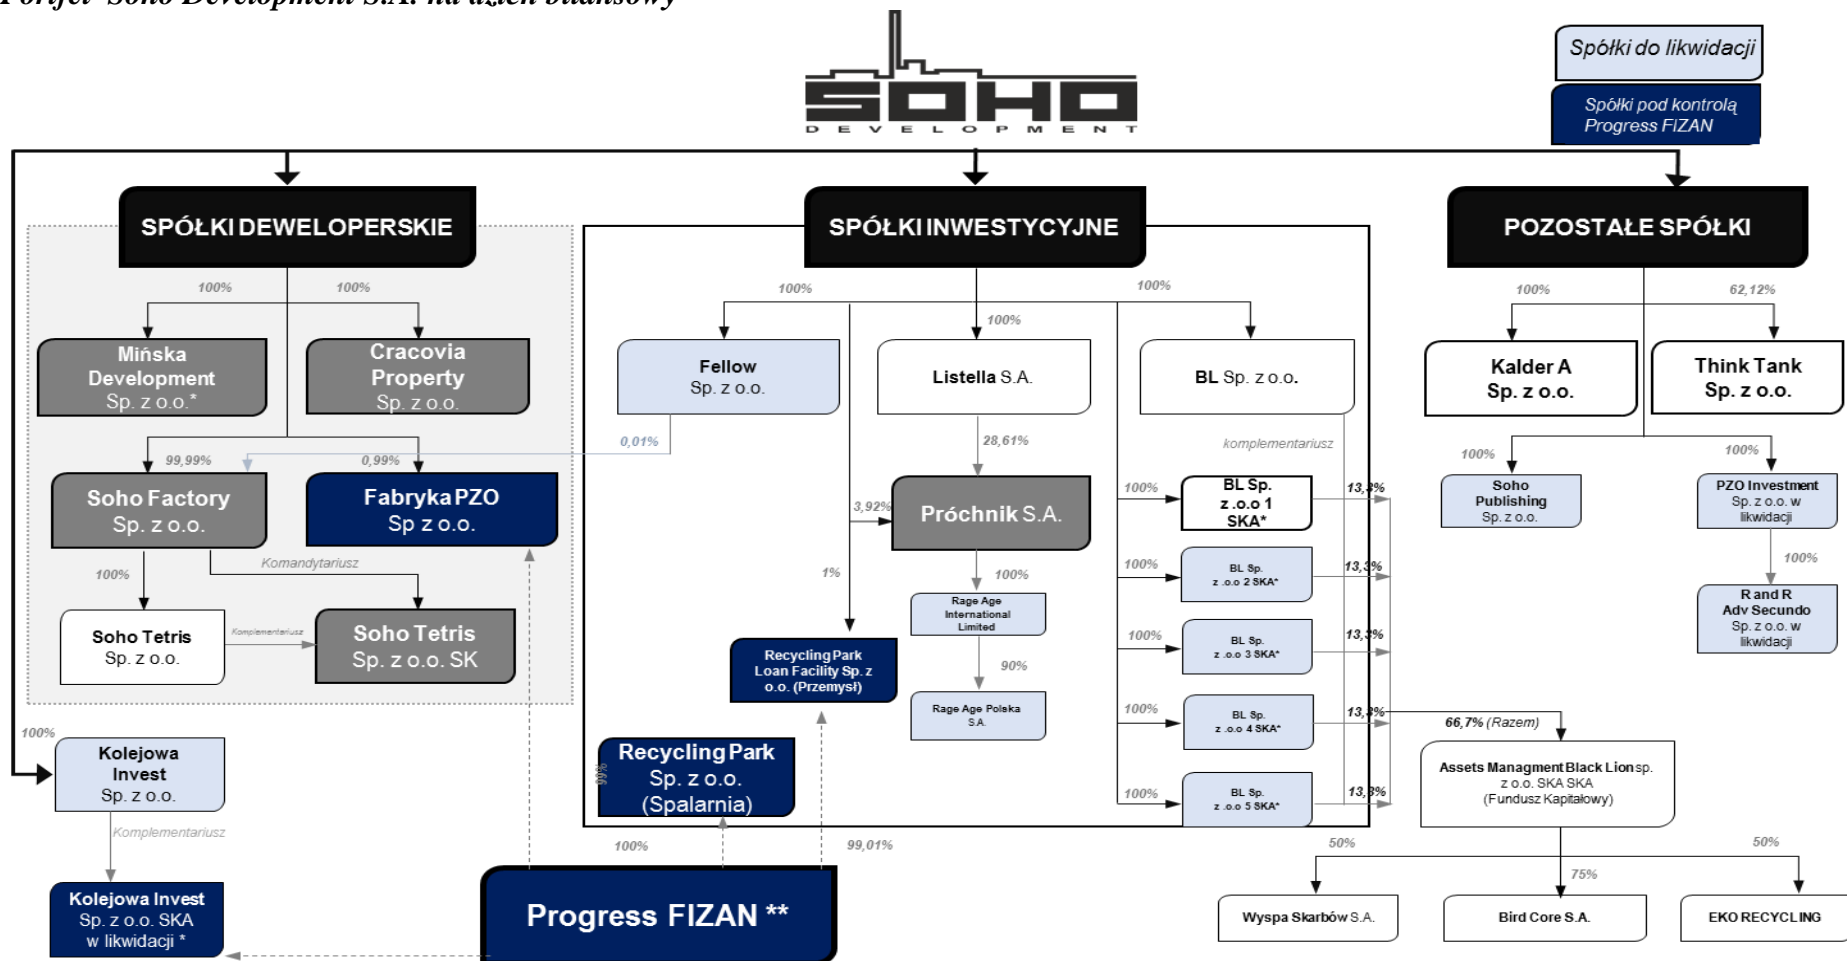 Portfel Soho Development S.A. na dzień bilansowy
SOHO
DEVELOPMENT
Spółki do likwidacji
Spółki pod kontrolą
Progress FIZAN
SPÓŁKI DEWELOPERSKIE
SPÓŁKI INWESTYCYJNE
POZOSTAŁE SPÓŁKI
100%
100%
Mińska
Development
Sp. z o.o.*
Cracovia
Property
Sp. z o.o.
99,99%
0,99%
Soho Factory
Sp. z o.o.
Fabryka PZO
Sp z o.o.
100%
Komandytariusz
Soho Tetris
Sp. z o.o.
Komplementariusz
Soho Tetris
Sp. z o.o. SK
100%
Kolejowa
Invest
Sp. z o.o.
Komplementariusz
Kolejowa Invest
Sp. z o.o. SKA
w likwidacji *
100%
100%
100%
Fellow
Sp. z o.o.
0,01%
Listella S.A.
BL Sp. z o.o.
28,61%
komplementariusz
3,92%
Próchnik S.A.
1%
100%
Rage Age
International
Limited
90%
Rage Age Polska
S.A.
Recycling Park
Loan Facility Sp. z
o.o. (Przemysł)
Recycling Park
Sp. z o.o.
(Spalarnia)
99%
100%
99,01%
Progress FIZAN **
100%
BL Sp.
z .o.o 1
SKA*
13,3%
100%
BL Sp.
z .o.o 2 SKA*
13,3%
100%
BL Sp.
z .o.o 3 SKA*
13,3%
100%
BL Sp.
z .o.o 4 SKA*
13,3%
100%
BL Sp.
z .o.o 5 SKA*
13,3%
66,7% (Razem)
Assets Managment Black Lion sp.
z o.o. SKA SKA
(Fundusz Kapitałowy)
50%
75%
50%
Wyspa Skarbów S.A.
Bird Core S.A.
EKO RECYCLING
100%
62,12%
Kalder A
Sp. z o.o.
Think Tank
Sp. z o.o.
100%
100%
Soho
Publishing
Sp. z o.o.
PZO Investment
Sp. z o.o. w
likwidacji
100%
R and R
Adv Secundo
Sp. z o.o. w
likwidacji